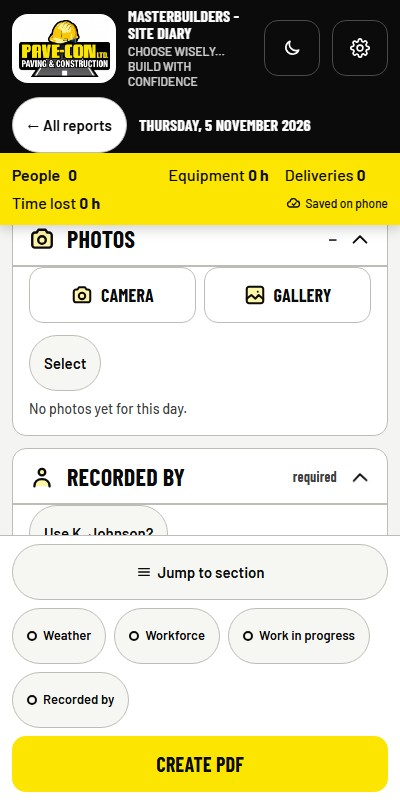 PAVE-CON LTD.
PAVING & CONSTRUCTION
MASTERBUILDERS -
SITE DIARY
CHOOSE WISELY...
BUILD WITH
CONFIDENCE
← All reports
THURSDAY, 5 NOVEMBER 2026
People 0
Equipment 0 h
Deliveries 0
Time lost 0 h
Saved on phone
PHOTOS
–
CAMERA
GALLERY
Select
No photos yet for this day.
RECORDED BY
required
Use K. Johnson?
Jump to section
Weather
Workforce
Work in progress
Recorded by
CREATE PDF